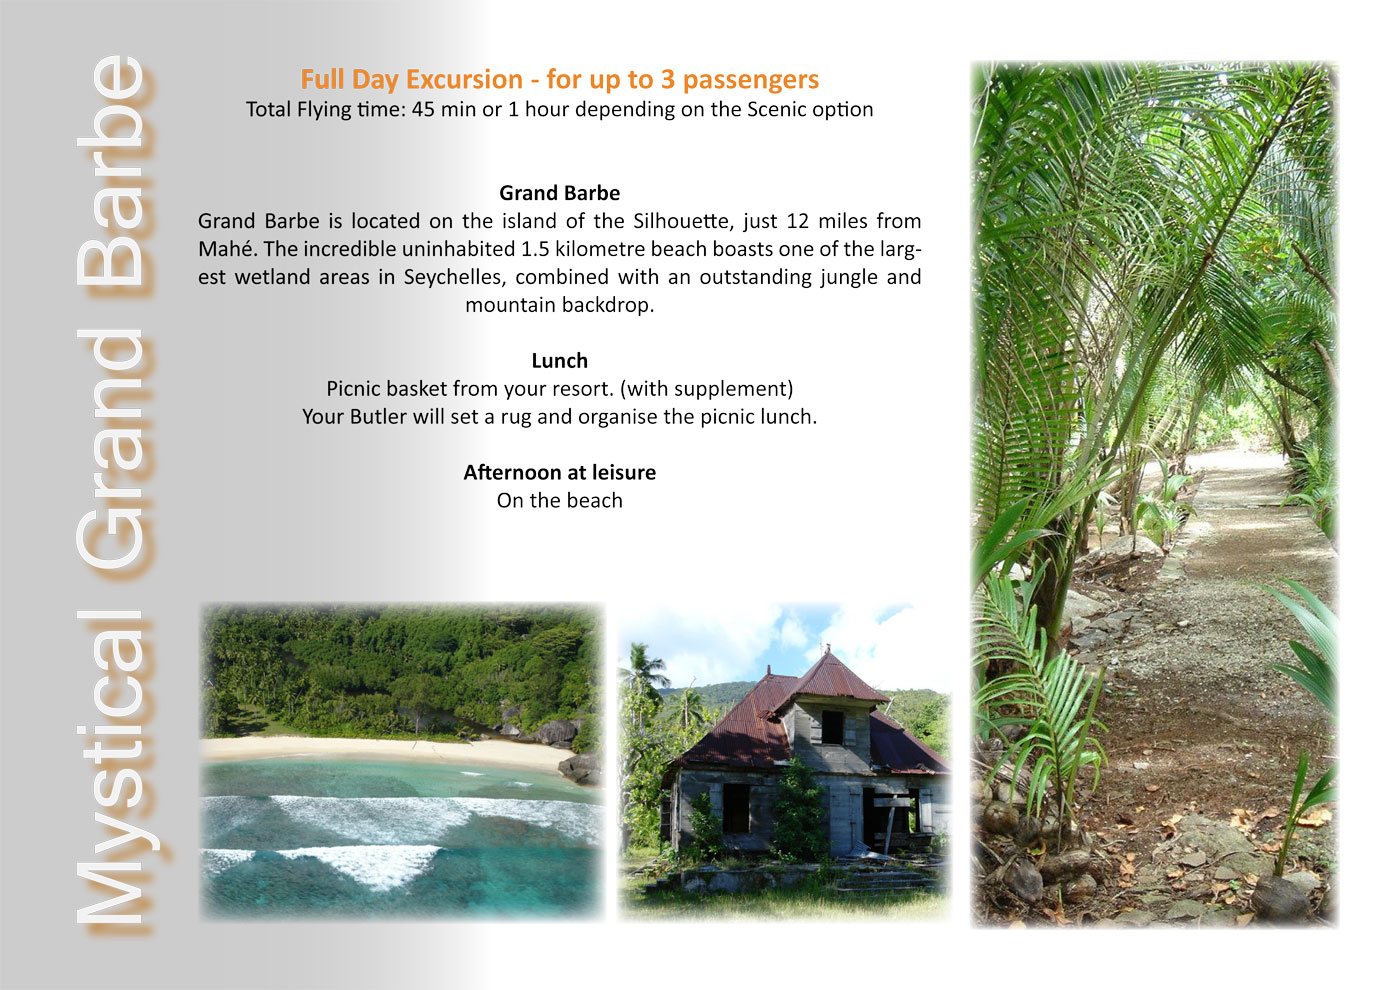 Mystical Grand Barbe
Full Day Excursion - for up to 3 passengers
Total Flying time: 45 min or 1 hour depending on the Scenic option
Grand Barbe
Grand Barbe is located on the island of the Silhouette, just 12 miles from
Mahé. The incredible uninhabited 1.5 kilometre beach boasts one of the larg-
est wetland areas in Seychelles, combined with an outstanding jungle and
mountain backdrop.
Lunch
Picnic basket from your resort. (with supplement)
Your Butler will set a rug and organise the picnic lunch.
Afternoon at leisure
On the beach